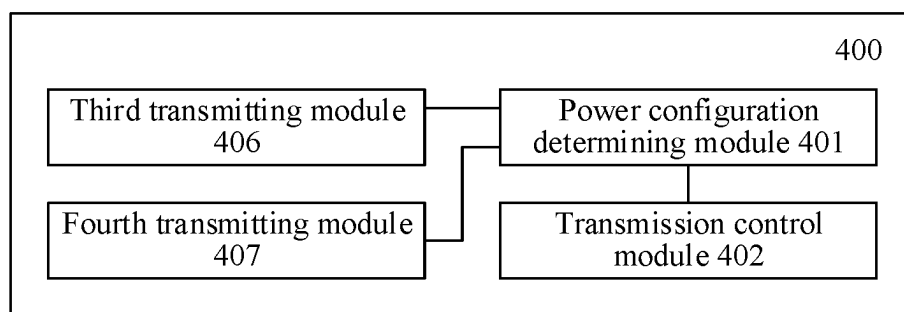 400
Third transmitting module
406
Power configuration
determining module 401
Fourth transmitting module
407
Transmission control
module 402